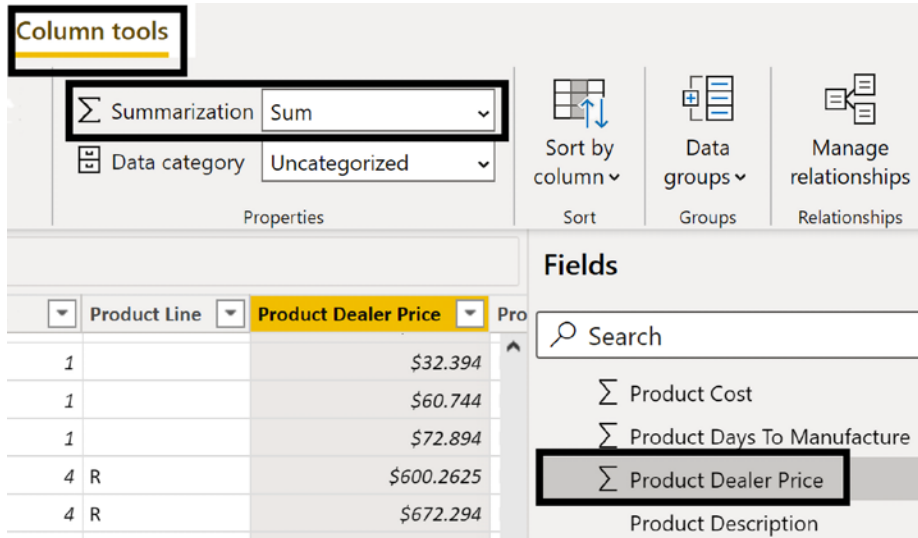 Column tools
Σ Summarization Sum
Data category Uncategorized
Sort by
column
Data
groups
Manage
relationships
Properties
Sort
Groups
Relationships
Fields
Search
Product Line Product Dealer Price Pro
1 $32.394
1 $60.744
1 $72.894
4 R $600.2625
4 R $672.294
Σ Product Cost
Σ Product Days To Manufacture
Σ Product Dealer Price
Product Description